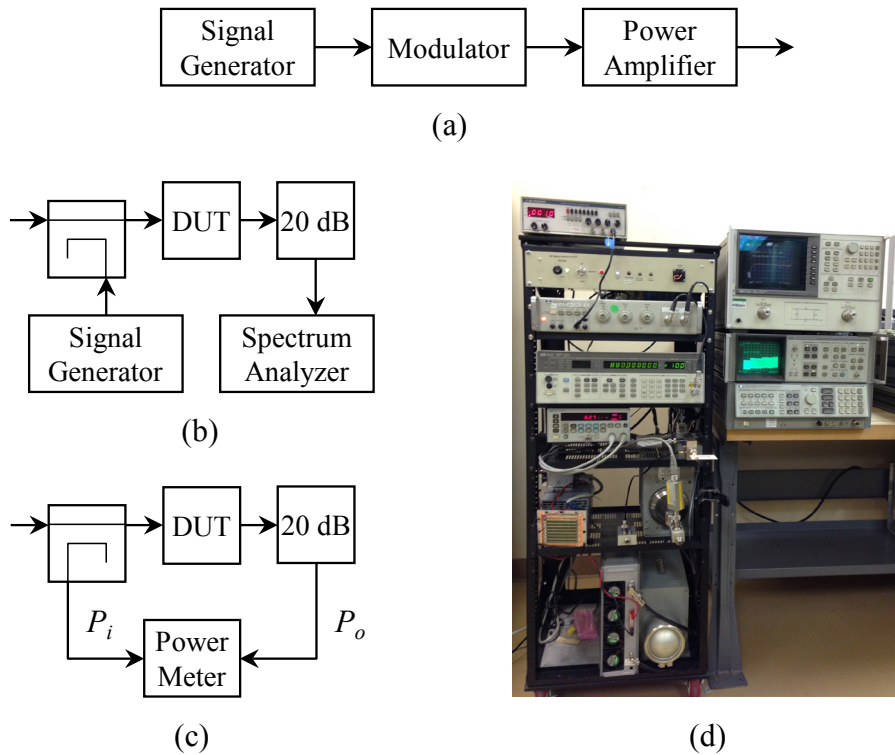 Signal
Generator
Modulator
Power
Amplifier
(a)
DUT
20 dB
Signal
Generator
Spectrum
Analyzer
(b)
DUT
20 dB
P_i
Power
Meter
P_o
(c)
(d)